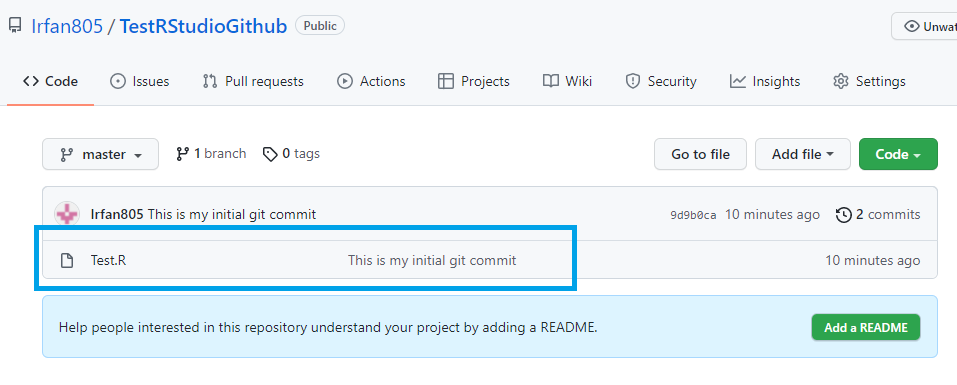 Irfan805 / TestRStudioGithub Public Unwat
Code Issues Pull requests Actions Projects Wiki Security Insights Settings
master 1 branch 0 tags Go to file Add file Code
Irfan805 This is my initial git commit 9d9b0ca 10 minutes ago 2 commits
Test.R This is my initial git commit 10 minutes ago
Help people interested in this repository understand your project by adding a README. Add a README